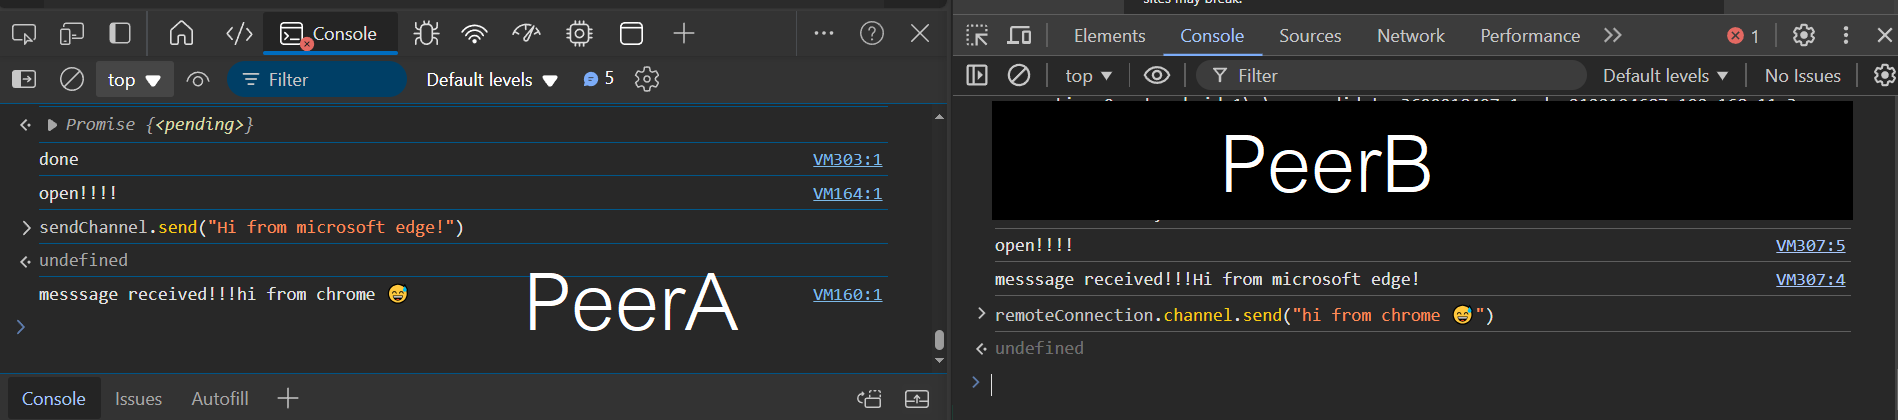 Console
top
Filter
Default levels
5
Promise {<pending>}
done VM303:1
open!!!! VM164:1
sendChannel.send("Hi from microsoft edge!")
undefined
messsage received!!!hi from chrome 😅 VM160:1
PeerA
Console Issues Autofill
sites may break.
Elements Console Sources Network Performance 1
top Filter Default levels No Issues
PeerB
open!!!! VM307:5
messsage received!!!Hi from microsoft edge! VM307:4
remoteConnection.channel.send("hi from chrome 😅")
undefined